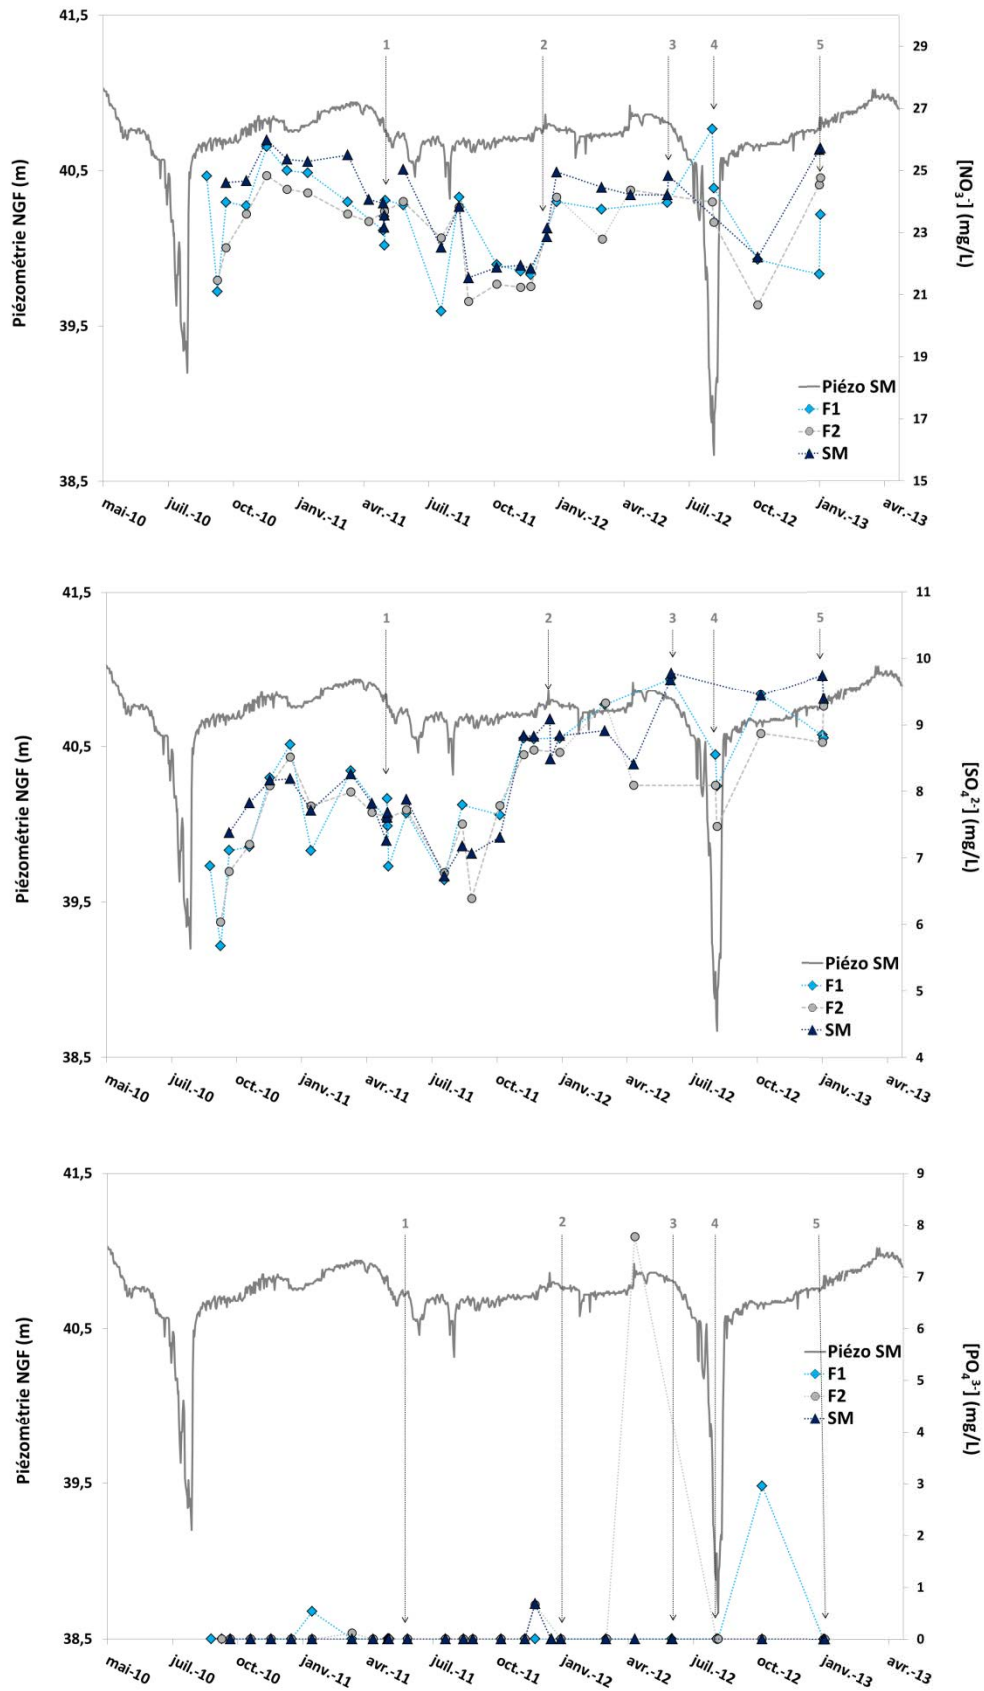 41,5
40,5
39,5
38,5
Piézométrie NGF (m)
29
27
25
23
21
19
17
15
[NO₃⁻] (mg/L)
1
2
3
4
5
Piézo SM
F1
F2
SM
mai-10
juil.-10
oct.-10
janv.-11
avr.-11
juil.-11
oct.-11
janv.-12
avr.-12
juil.-12
oct.-12
janv.-13
avr.-13
41,5
40,5
39,5
38,5
Piézométrie NGF (m)
11
10
9
8
7
6
5
4
[SO₄²⁻] (mg/L)
1
2
3
4
5
Piézo SM
F1
F2
SM
mai-10
juil.-10
oct.-10
janv.-11
avr.-11
juil.-11
oct.-11
janv.-12
avr.-12
juil.-12
oct.-12
janv.-13
avr.-13
41,5
40,5
39,5
38,5
Piézométrie NGF (m)
9
8
7
6
5
4
3
2
1
0
[PO₄³⁻] (mg/L)
1
2
3
4
5
Piézo SM
F1
F2
SM
mai-10
juil.-10
oct.-10
janv.-11
avr.-11
juil.-11
oct.-11
janv.-12
avr.-12
juil.-12
oct.-12
janv.-13
avr.-13